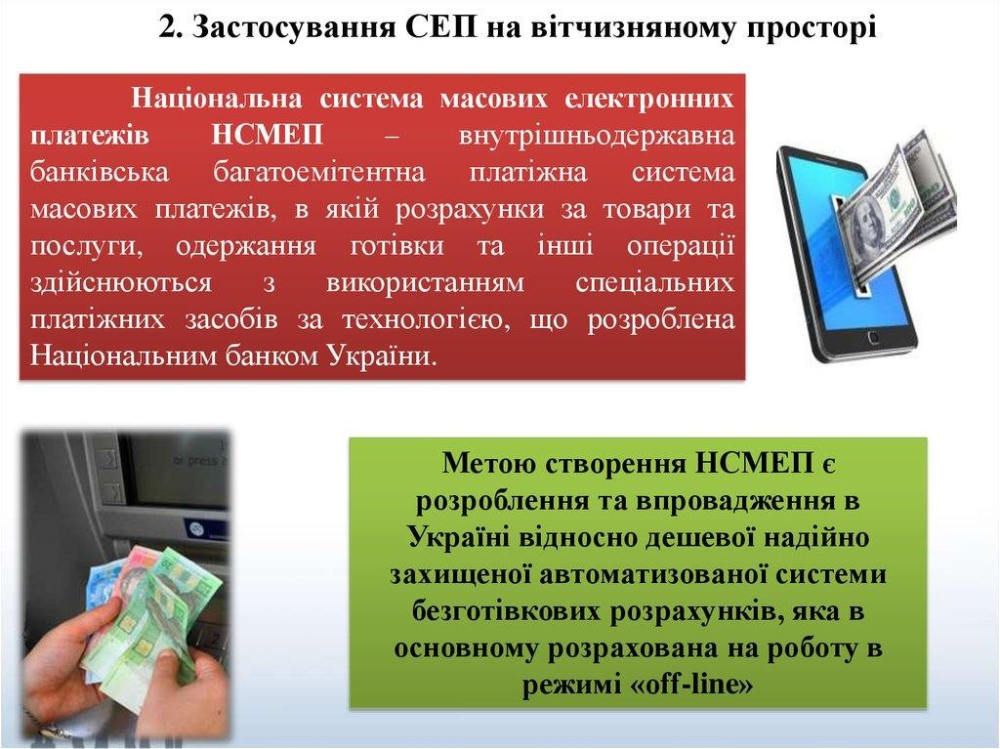 2. Застосування СЕП на вітчизняному просторі
Національна система масових електронних
платежів НСМЕП – внутрішньодержавна
банківська багатоемітентна платіжна система
масових платежів, в якій розрахунки за товари та
послуги, одержання готівки та інші операції
здійснюються з використанням спеціальних
платіжних засобів за технологією, що розроблена
Національним банком України.
Метою створення НСМЕП є
розроблення та впровадження в
Україні відносно дешевої надійно
захищеної автоматизованої системи
безготівкових розрахунків, яка в
основному розрахована на роботу в
режимі «off-line»
or press